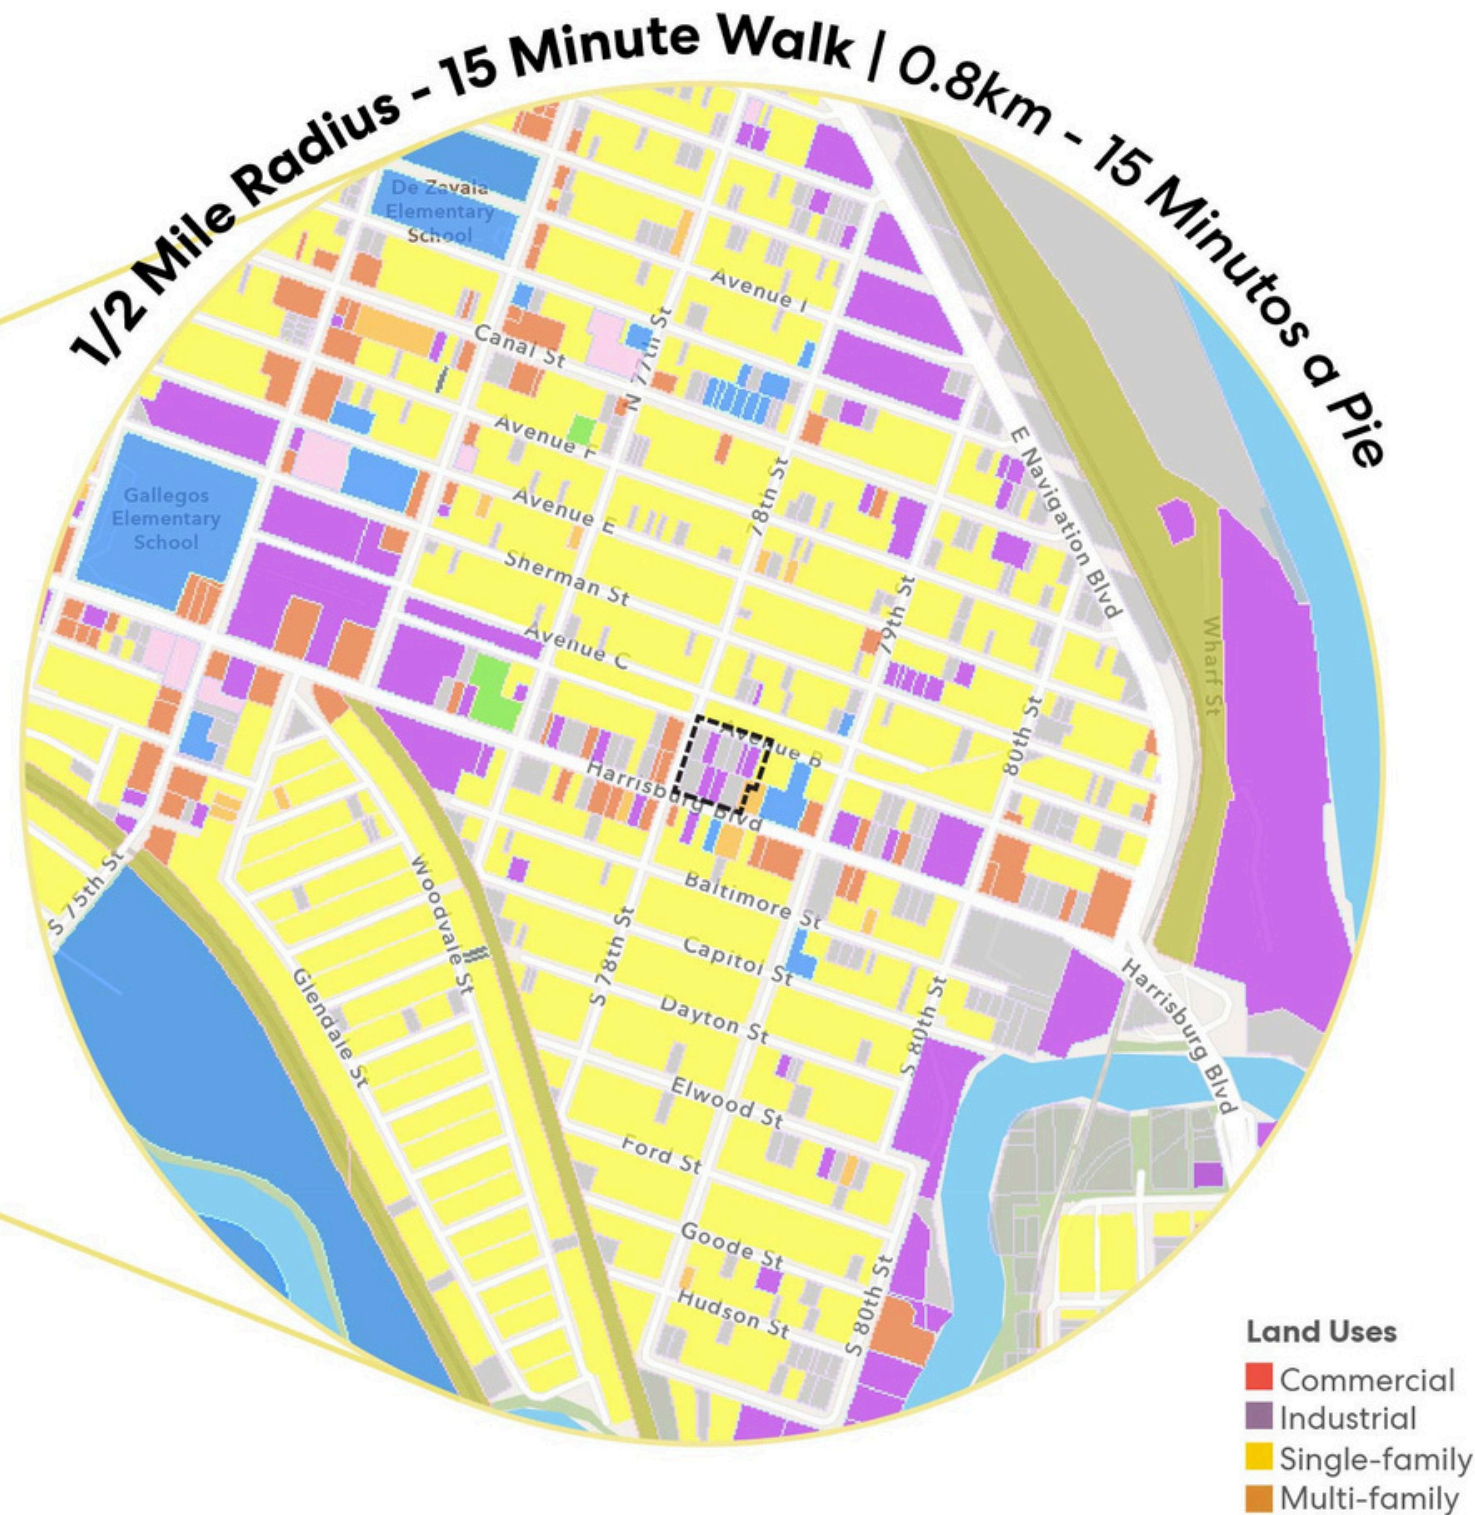 1/2 Mile Radius - 15 Minute Walk | 0.8km - 15 Minutos a Pie
De Zavala
Elementary
School
Avenue I
N 77th St
Canal St
Avenue F
E Navigation Blvd
Gallegos
Elementary
School
Avenue E
78th St
Sherman St
79th St
Avenue C
Wharf St
80th St
Avenue B
Harrisburg Blvd
S 75th St
Woodvale St
Baltimore St
S 78th St
Capitol St
Glendale St
Dayton St
S 80th St
Harrisburg Blvd
Elwood St
Ford St
Goode St
Hudson St
S 80th St
Land Uses
Commercial
Industrial
Single-family
Multi-family